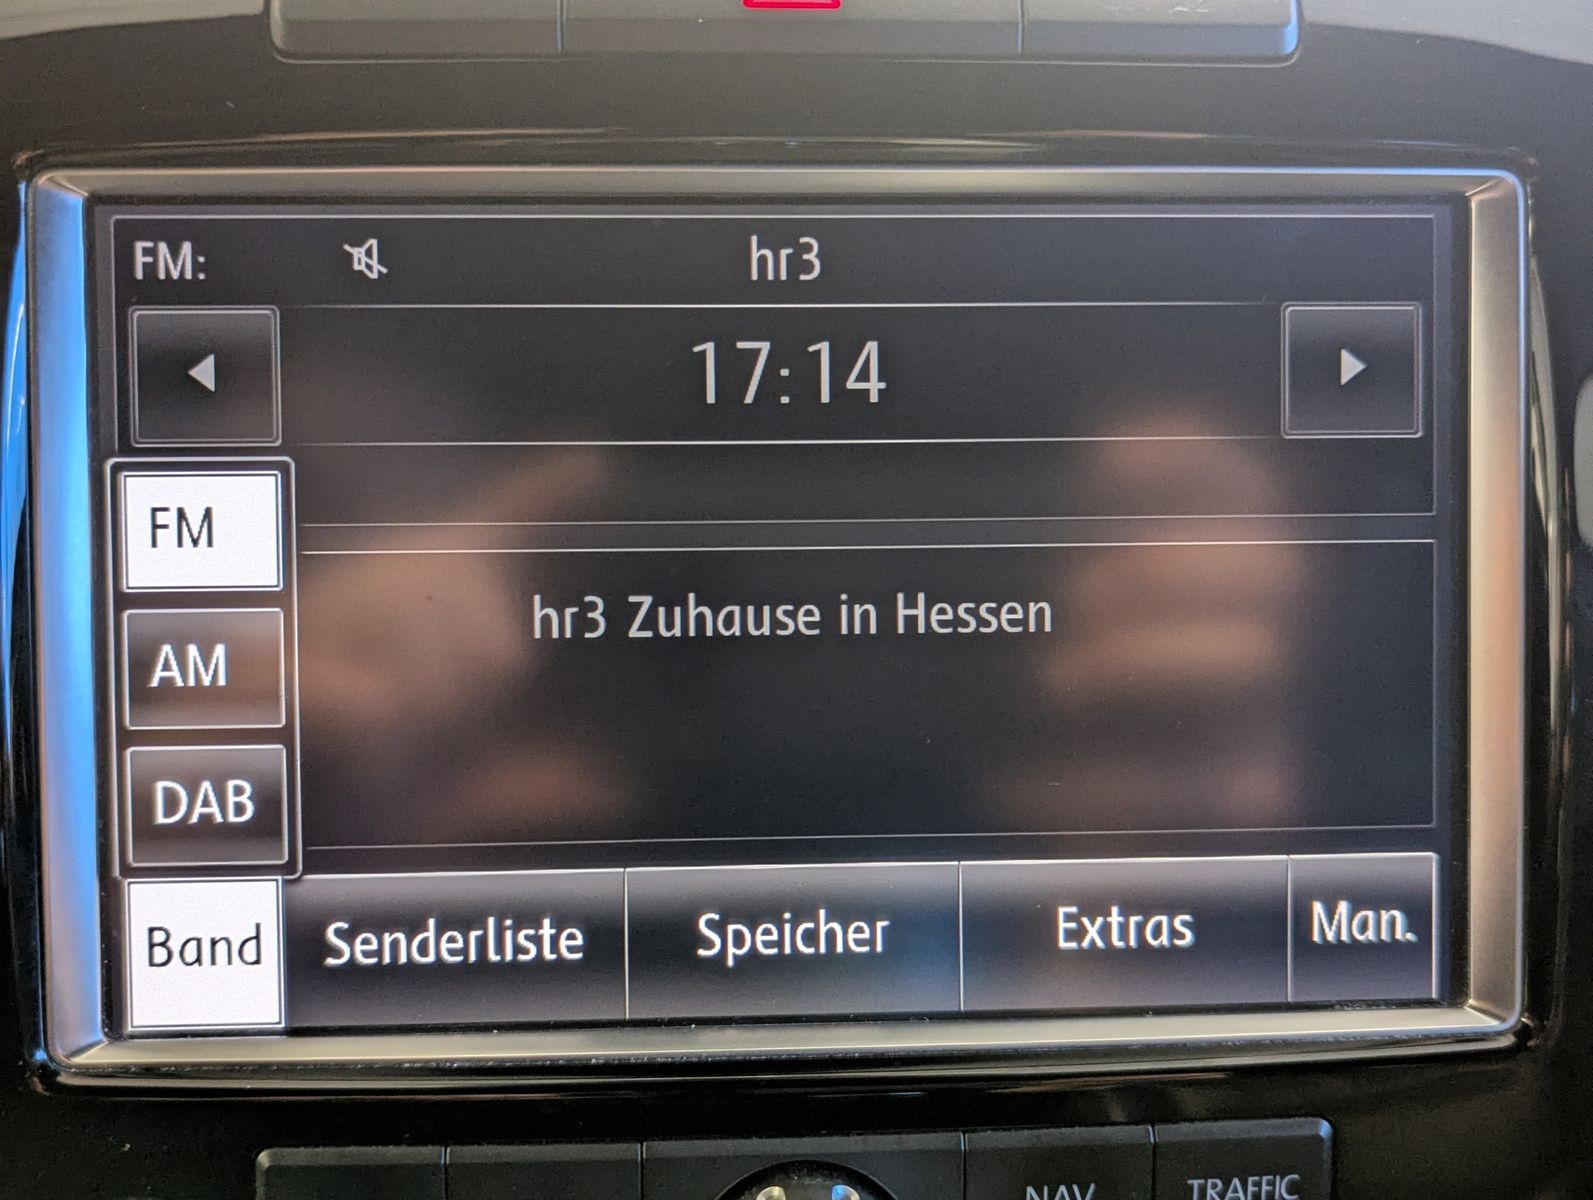 FM:
hr3
17:14
FM
hr3 Zuhause in Hessen
AM
DAB
Band
Senderliste
Speicher
Extras
Man.
NAV
TRAFFIC